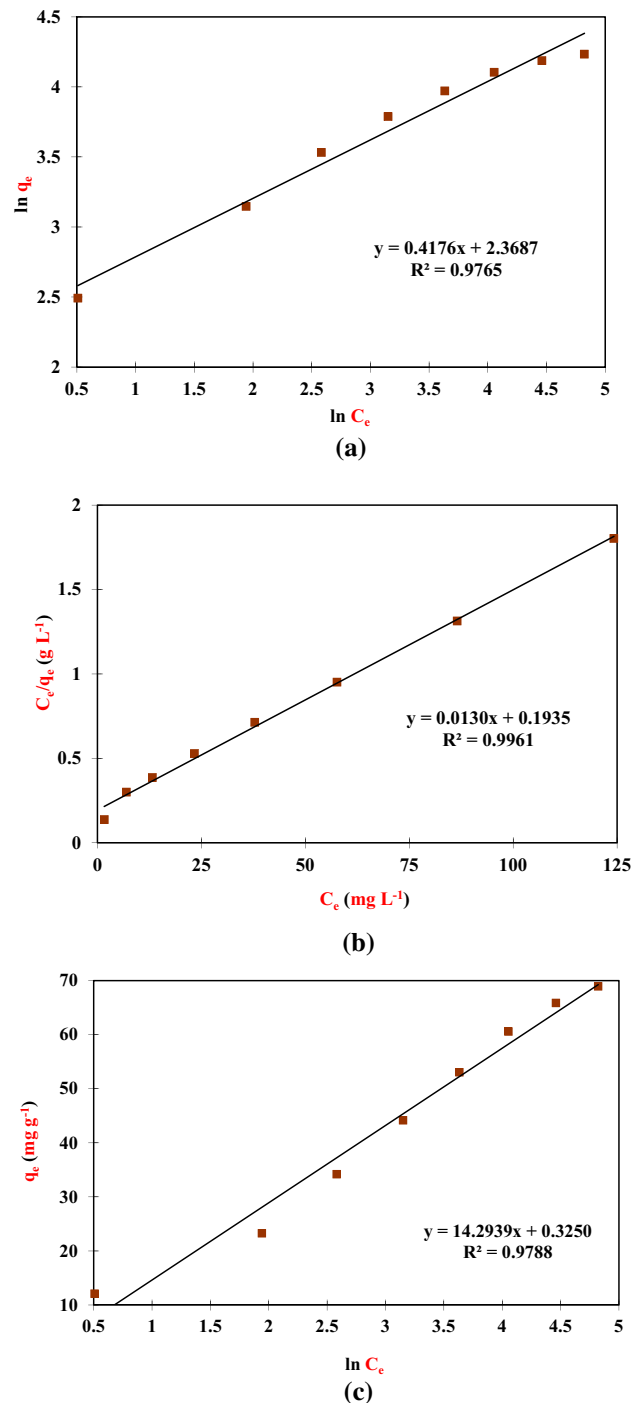 4.5
4
3.5
3
2.5
2
ln qₑ
y = 0.4176x + 2.3687
R² = 0.9765
0.5 1 1.5 2 2.5 3 3.5 4 4.5 5
ln Cₑ
(a)
2
1.5
1
0.5
0
Cₑ/qₑ (g L⁻¹)
y = 0.0130x + 0.1935
R² = 0.9961
0 25 50 75 100 125
Cₑ (mg L⁻¹)
(b)
70
60
50
40
30
20
10
qₑ (mg g⁻¹)
y = 14.2939x + 0.3250
R² = 0.9788
0.5 1 1.5 2 2.5 3 3.5 4 4.5 5
ln Cₑ
(c)